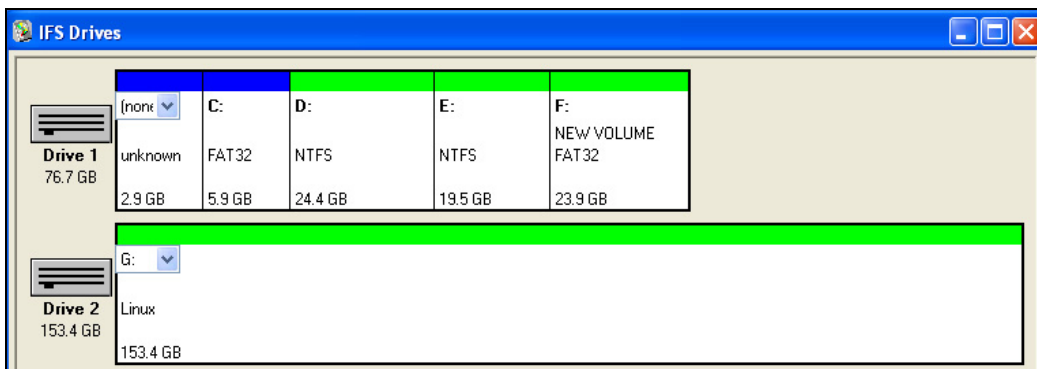 IFS Drives
(none C: D: E: F:
NEW VOLUME
Drive 1 unknown FAT32 NTFS NTFS FAT32
76.7 GB
2.9 GB 5.9 GB 24.4 GB 19.5 GB 23.9 GB
G:
Drive 2 Linux
153.4 GB
153.4 GB